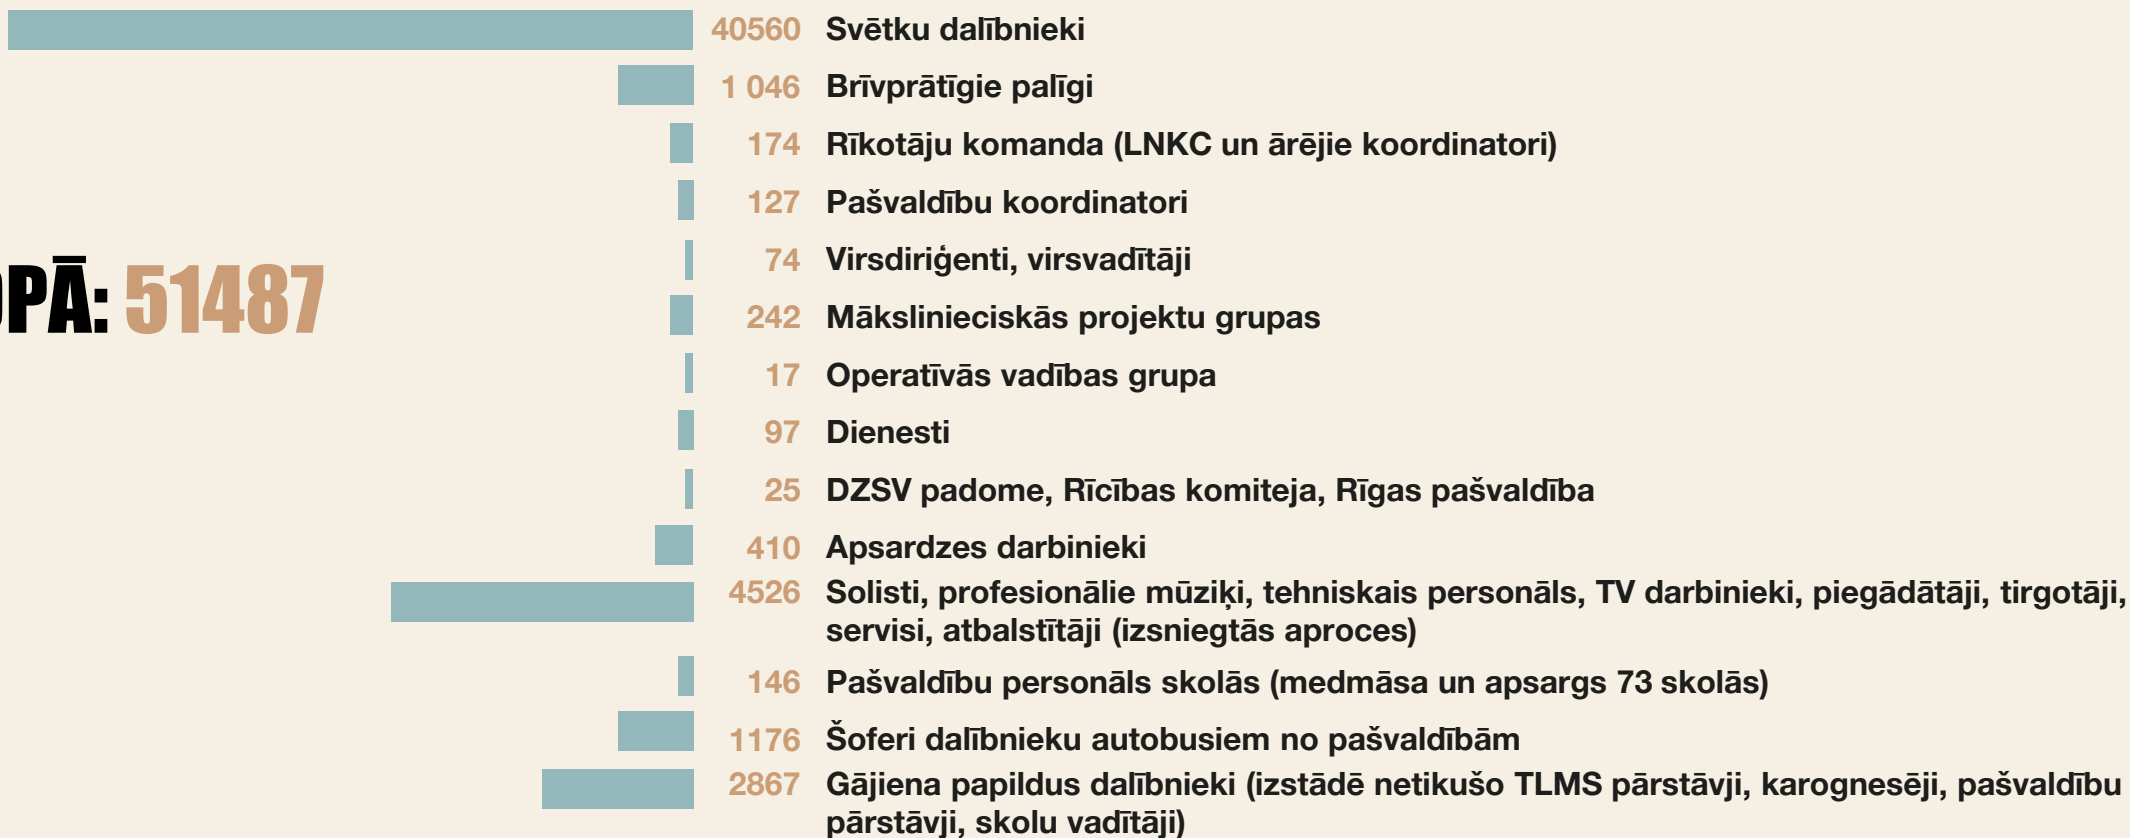 40560 Svētku dalībnieki
1 046 Brīvprātīgie palīgi
174 Rīkotāju komanda (LNKC un ārējie koordinatori)
127 Pašvaldību koordinatori
74 Virsdiriģenti, virsvadītāji
PĀ: 51487
242 Mākslinieciskās projektu grupas
17 Operatīvās vadības grupa
97 Dienesti
25 DZSV padome, Rīcības komiteja, Rīgas pašvaldība
410 Apsardzes darbinieki
4526 Solisti, profesionālie mūziķi, tehniskais personāls, TV darbinieki, piegādātāji, tirgotāji,
servisi, atbalstītāji (izsniegtās aproces)
146 Pašvaldību personāls skolās (medmāsa un apsargs 73 skolās)
1176 Šoferi dalībnieku autobusiem no pašvaldībām
2867 Gājiena papildus dalībnieki (izstādē netikušo TLMS pārstāvji, karognesēji, pašvaldību
pārstāvji, skolu vadītāji)